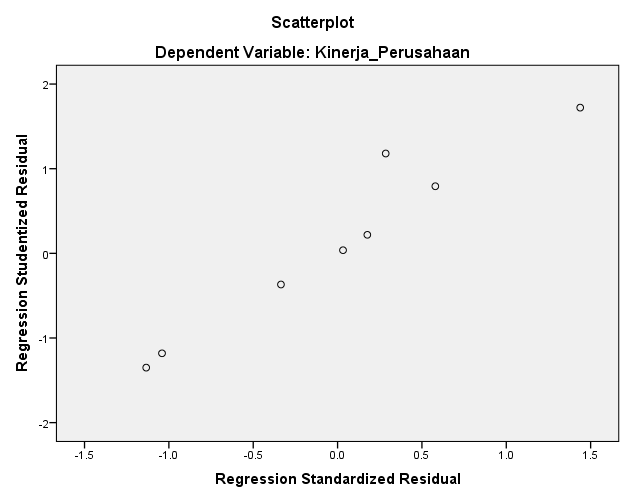 Scatterplot
Dependent Variable: Kinerja_Perusahaan
Regression Studentized Residual
2
1
0
-1
-2
-1.5 -1.0 -0.5 0.0 0.5 1.0 1.5
Regression Standardized Residual